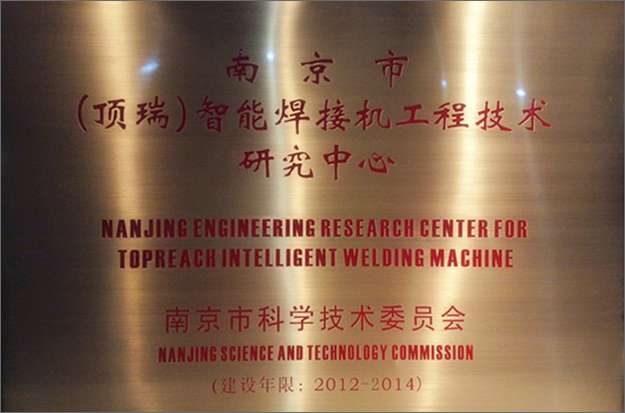 南京市
（顶瑞）智能焊接机工程技术
研究中心
NANJING ENGINEERING RESEARCH CENTER FOR
TOPREACH INTELLIGENT WELDING MACHINE
南京市科学技术委员会
NANJING SCIENCE AND TECHNOLOGY COMMISSION
(建设年限: 2012-2014)